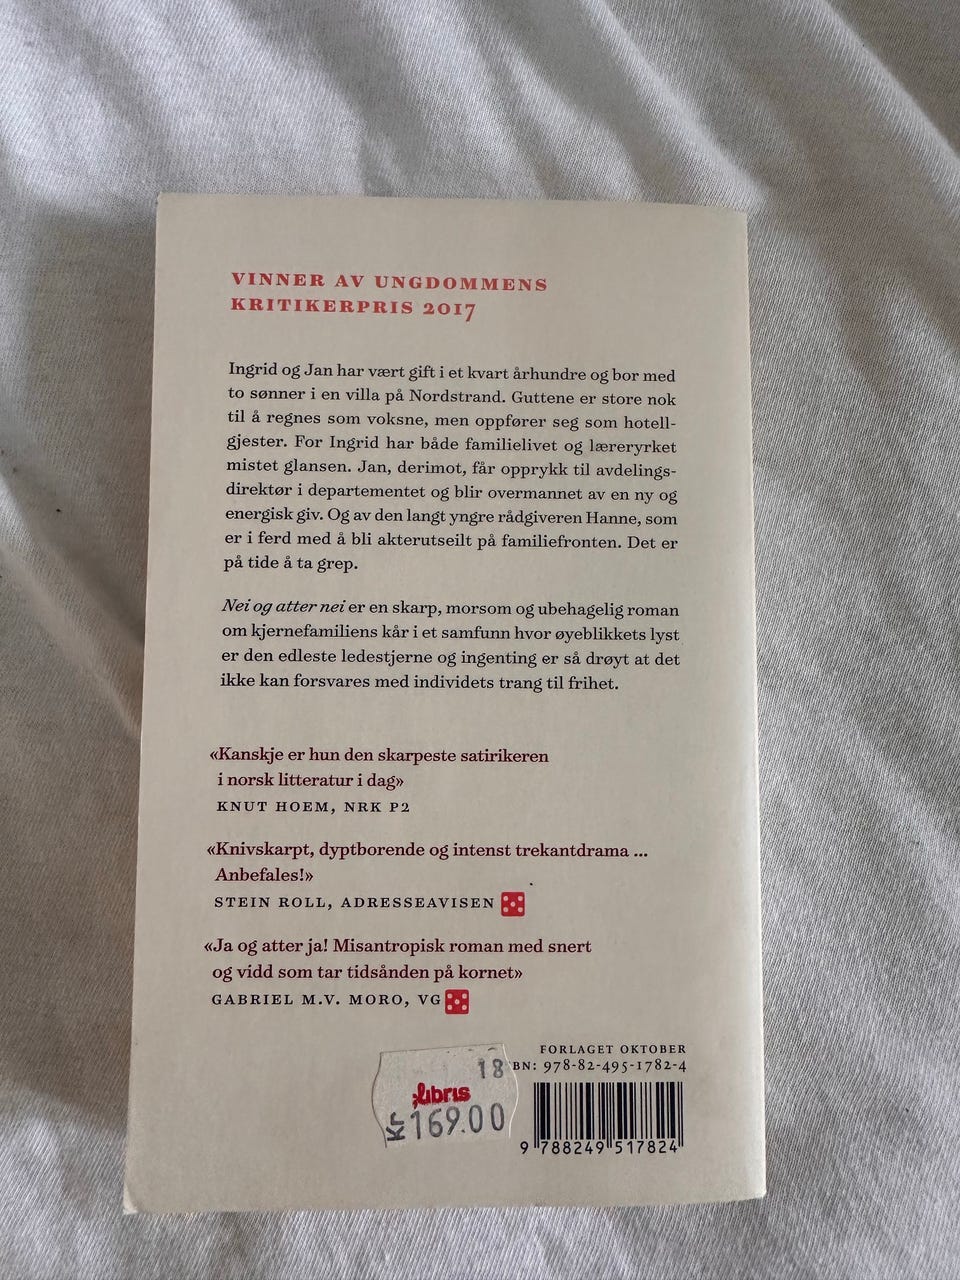 VINNER AV UNGDOMMENS
KRITIKERPRIS 2017
Ingrid og Jan har vært gift i et kvart århundre og bor med
to sønner i en villa på Nordstrand. Guttene er store nok
til å regnes som voksne, men oppfører seg som hotell-
gjester. For Ingrid har både familielivet og læreryrket
mistet glansen. Jan, derimot, får opprykk til avdelings-
direktør i departementet og blir overmannet av en ny og
energisk giv. Og av den langt yngre rådgiveren Hanne, som
er i ferd med å bli akterutseilt på familiefronten. Det er
på tide å ta grep.
Nei og atter nei er en skarp, morsom og ubehagelig roman
om kjernefamiliens kår i et samfunn hvor øyeblikkets lyst
er den edleste ledestjerne og ingenting er så drøyt at det
ikke kan forsvares med individets trang til frihet.
«Kanskje er hun den skarpeste satirikeren
i norsk litteratur i dag»
KNUT HOEM, NRK P2
«Knivskarpt, dyptborende og intenst trekantdrama ...
Anbefales!»
STEIN ROLL, ADRESSEAVISEN
«Ja og atter ja! Misantropisk roman med snert
og vidd som tar tidsånden på kornet»
GABRIEL M.V. MORO, VG
FORLAGET OKTOBER
18 BN: 978-82-495-1782-4
libris
Kr 169.00
9 788249 517824